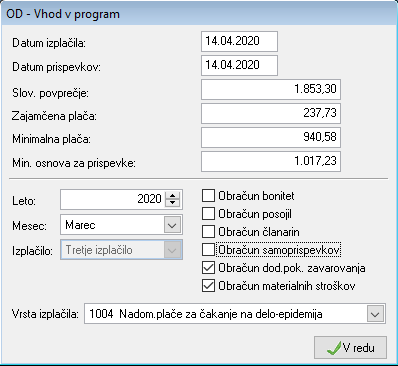 OD - Vhod v program
Datum izplačila: 14.04.2020
Datum prispevkov: 14.04.2020
Slov. povprečje: 1.853,30
Zajamčena plača: 237,73
Minimalna plača: 940,58
Min. osnova za prispevke: 1.017,23
Leto: 2020
Mesec: Marec
Izplačilo: Tretje izplačilo
Obračun bonitet
Obračun posojil
Obračun članarin
Obračun samoprispevkov
Obračun dod.pok. zavarovanja
Obračun materialnih stroškov
Vrsta izplačila: 1004 Nadom.plače za čakanje na delo-epidemija
V redu